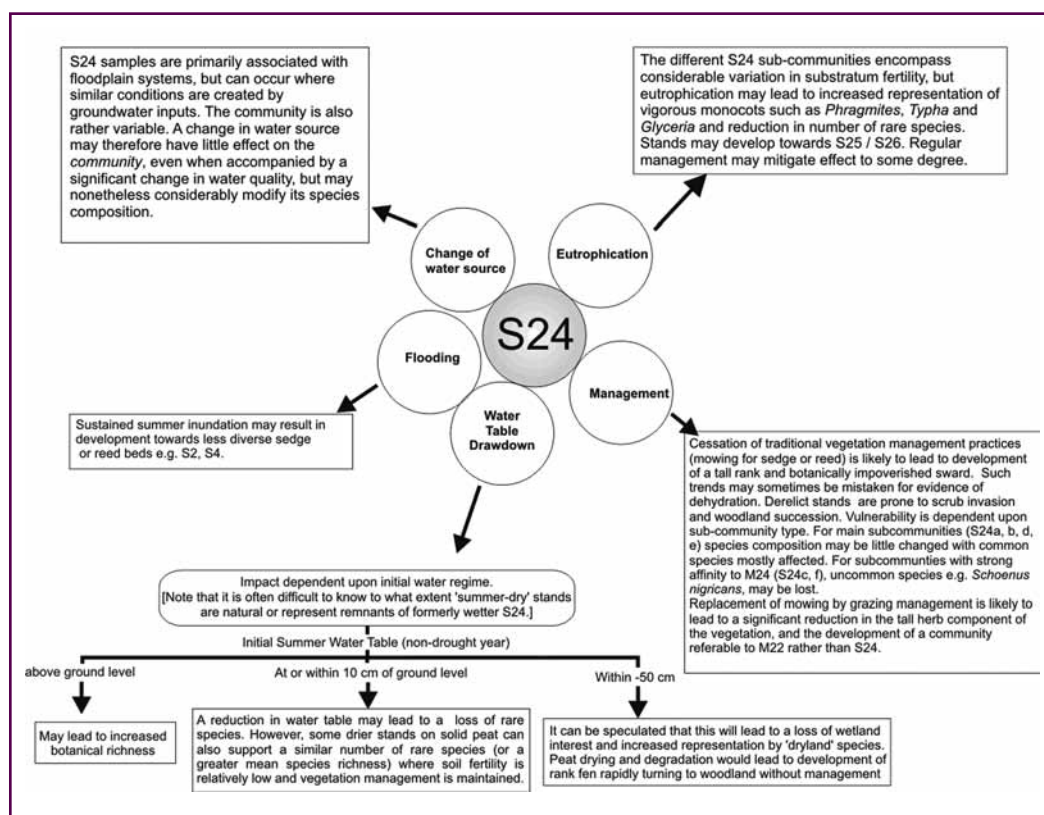 S24 samples are primarily associated with
floodplain systems, but can occur where
similar conditions are created by
groundwater inputs. The community is also
rather variable. A change in water source
may therefore have little effect on the
community, even when accompanied by a
significant change in water quality, but may
nonetheless considerably modify its species
composition.
The different S24 sub-communities encompass
considerable variation in substratum fertility, but
eutrophication may lead to increased representation of
vigorous monocots such as Phragmites, Typha and
Glyceria and reduction in number of rare species.
Stands may develop towards S25 / S26. Regular
management may mitigate effect to some degree.
Change of
water source
Eutrophication
S24
Flooding
Management
Water
Table
Drawdown
Sustained summer inundation may result in
development towards less diverse sedge
or reed beds e.g. S2, S4.
Cessation of traditional vegetation management practices
(mowing for sedge or reed) is likely to lead to development
of a tall rank and botanically impoverished sward. Such
trends may sometimes be mistaken for evidence of
dehydration. Derelict stands are prone to scrub invasion
and woodland succession. Vulnerability is dependent upon
sub-community type. For main subcommunities (S24a, b, d,
e) species composition may be little changed with common
species mostly affected. For subcommunties with strong
affinity to M24 (S24c, f), uncommon species e.g. Schoenus
nigricans, may be lost.
Replacement of mowing by grazing management is likely to
lead to a significant reduction in the tall herb component of
the vegetation, and the development of a community
referable to M22 rather than S24.
Impact dependent upon initial water regime.
[Note that it is often difficult to know to what extent 'summer-dry' stands
are natural or represent remnants of formerly wetter S24.]
Initial Summer Water Table (non-drought year)
above ground level
At or within 10 cm of ground level
Within -50 cm
May lead to increased
botanical richness
A reduction in water table may lead to a loss of rare
species. However, some drier stands on solid peat can
also support a similar number of rare species (or a
greater mean species richness) where soil fertility is
relatively low and vegetation management is maintained.
It can be speculated that this will lead to a loss of wetland
interest and increased representation by 'dryland' species.
Peat drying and degradation would lead to development of
rank fen rapidly turning to woodland without management